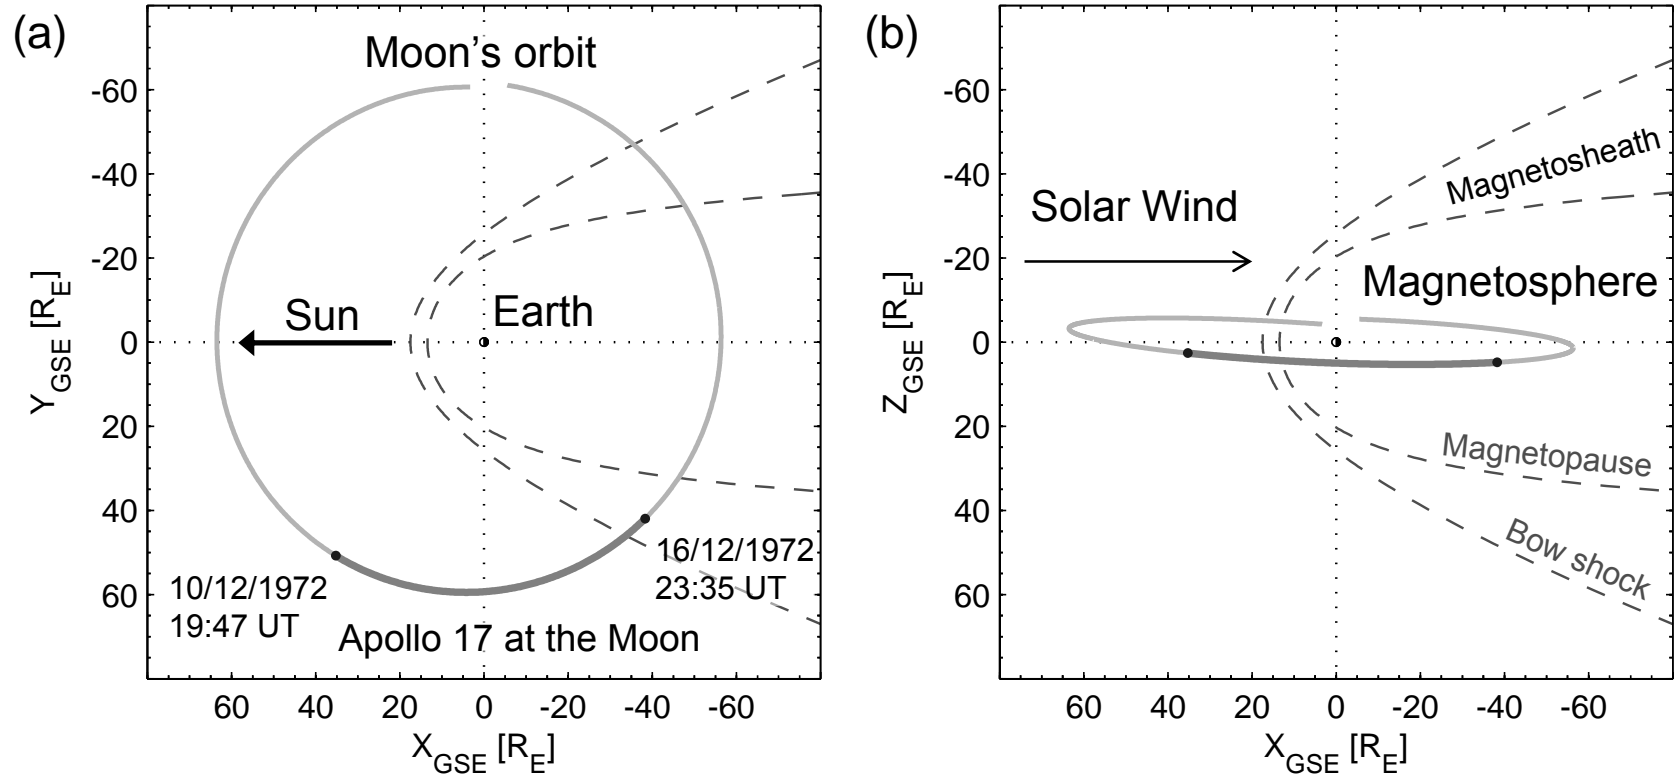 (a)
Moon's orbit
-60
-40
-20
0
20
40
60
Y_GSE [R_E]
Sun
Earth
10/12/1972
19:47 UT
16/12/1972
23:35 UT
Apollo 17 at the Moon
60 40 20 0 -20 -40 -60
X_GSE [R_E]
(b)
-60
-40
-20
0
20
40
60
Z_GSE [R_E]
Magnetosheath
Solar Wind
Magnetosphere
Magnetopause
Bow shock
60 40 20 0 -20 -40 -60
X_GSE [R_E]